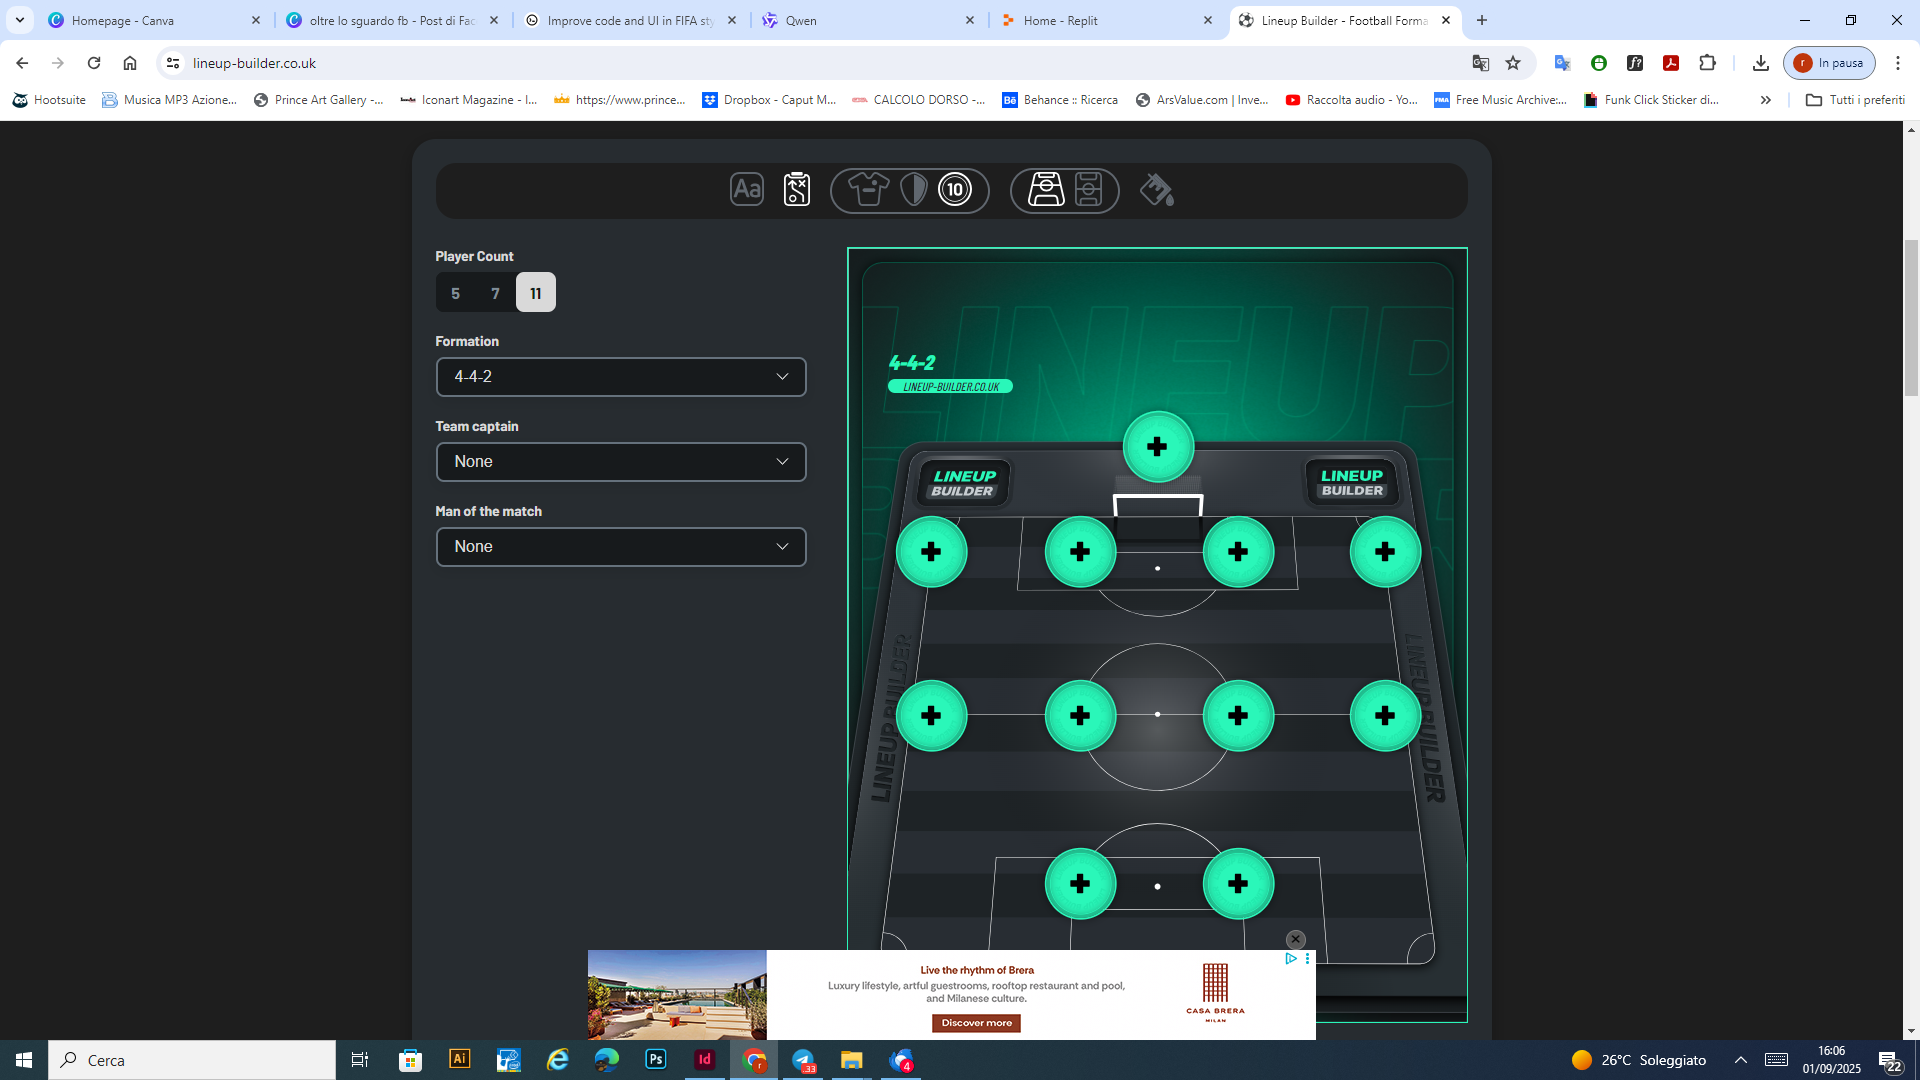 Homepage - Canva
oltre lo sguardo fb - Post di Fac
Improve code and UI in FIFA sty
Qwen
Home - Replit
Lineup Builder - Football Forma
lineup-builder.co.uk
In pausa
Hootsuite
Musica MP3 Azione...
Prince Art Gallery -...
Iconart Magazine - I...
https://www.prince...
Dropbox - Caput M...
CALCOLO DORSO -...
Behance :: Ricerca
ArsValue.com | Inve...
Raccolta audio - Yo...
Free Music Archive:...
Funk Click Sticker di...
Tutti i preferiti
Aa
10
Player Count
5 7 11
Formation
4-4-2
Team captain
None
Man of the match
None
LINEUP
4-4-2
LINEUP-BUILDER.CO.UK
LINEUP
BUILDER
LINEUP
BUILDER
LINEUP BUILDER
LINEUP BUILDER
Live the rhythm of Brera
Luxury lifestyle, artful guestrooms, rooftop restaurant and pool,
and Milanese culture.
Discover more
CASA BRERA
MILAN
Cerca
33
4
26°C Soleggiato
16:06
01/09/2025
22